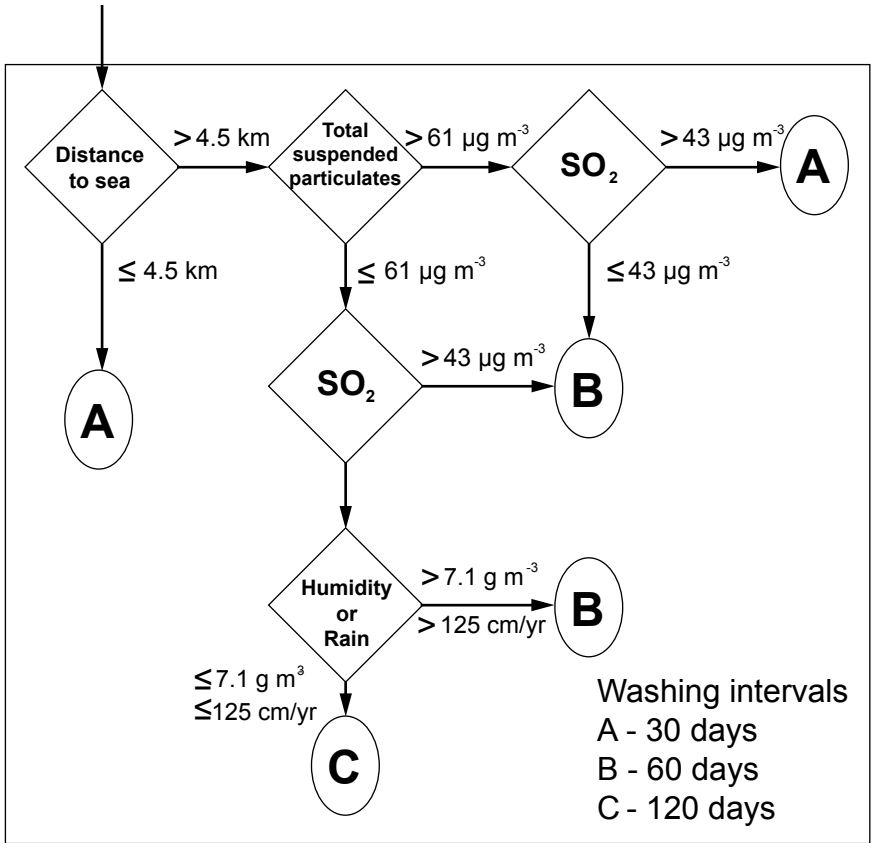 > 4.5 km
Total
suspended
particulates
> 61 µg m-3
> 43 µg m-3
Distance
to sea
SO2
A
≤ 4.5 km
≤ 61 µg m-3
≤ 43 µg m-3
A
SO2
> 43 µg m-3
B
Humidity
or
Rain
> 7.1 g m-3
> 125 cm/yr
B
≤ 7.1 g m3
≤ 125 cm/yr
C
Washing intervals
A - 30 days
B - 60 days
C - 120 days